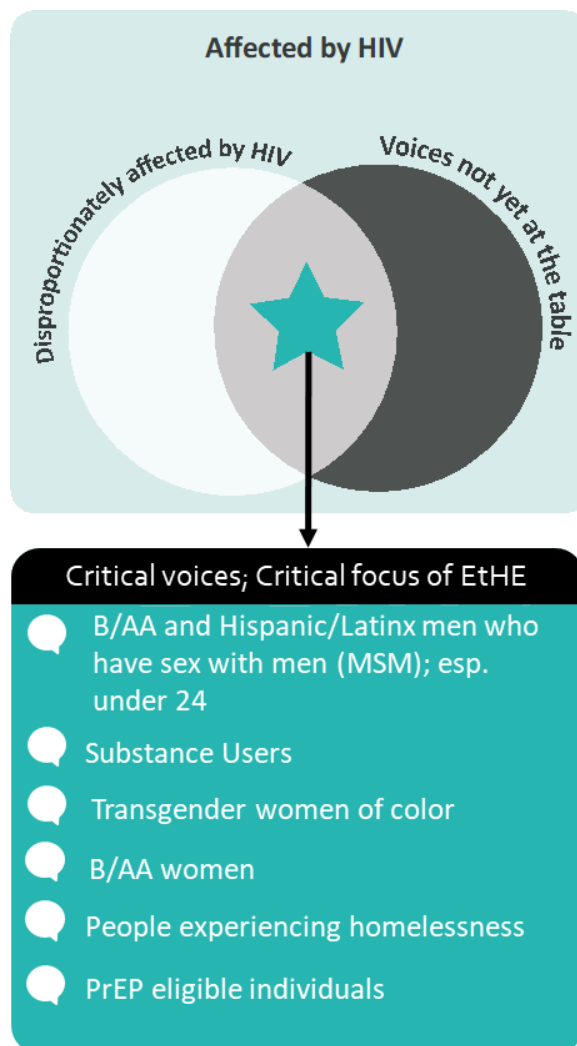 Affected by HIV
Disproportionately affected by HIV
Voices not yet at the table
Critical voices; Critical focus of EtHE
B/AA and Hispanic/Latinx men who
have sex with men (MSM); esp.
under 24
Substance Users
Transgender women of color
B/AA women
People experiencing homelessness
PrEP eligible individuals